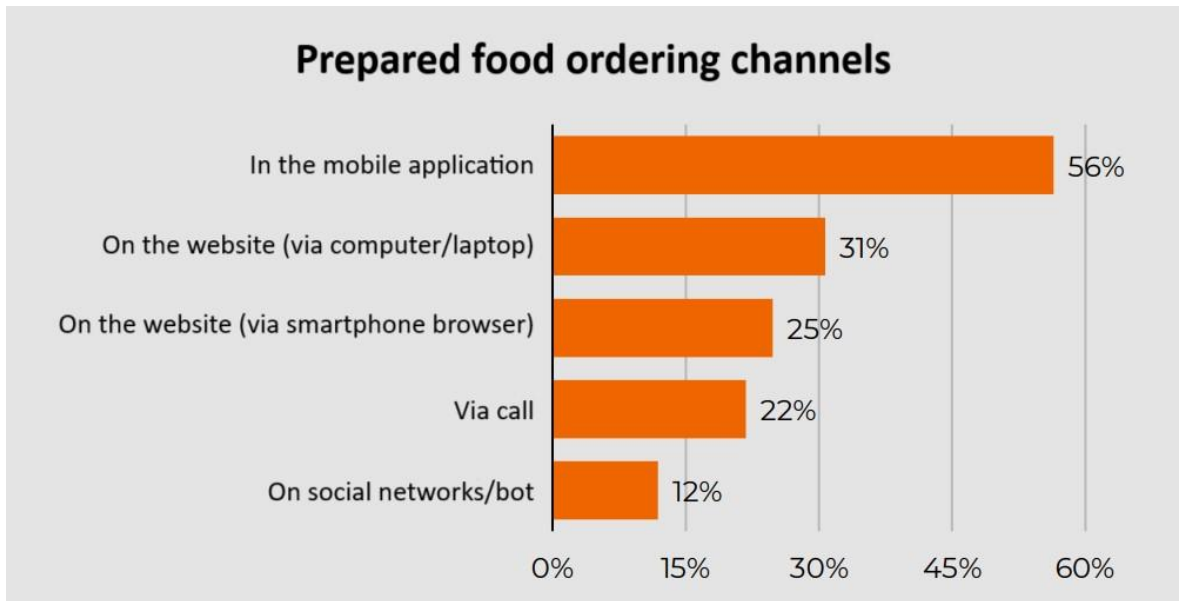 Prepared food ordering channels
In the mobile application
56%
On the website (via computer/laptop)
31%
On the website (via smartphone browser)
25%
Via call
22%
On social networks/bot
12%
0% 15% 30% 45% 60%